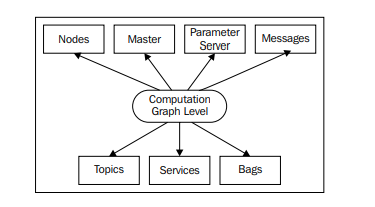 Nodes
Master
Parameter
Server
Messages
Computation
Graph Level
Topics
Services
Bags